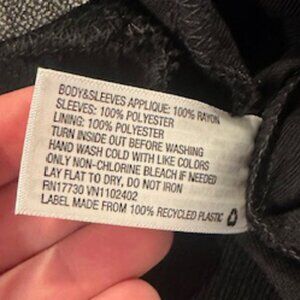 BODY&SLEEVES APPLIQUE: 100% RAYON
SLEEVES: 100% POLYESTER
LINING: 100% POLYESTER
TURN INSIDE OUT BEFORE WASHING
HAND WASH COLD WITH LIKE COLORS
ONLY NON-CHLORINE BLEACH IF NEEDED
LAY FLAT TO DRY, DO NOT IRON
RN17730 VN1102402
LABEL MADE FROM 100% RECYCLED PLASTIC